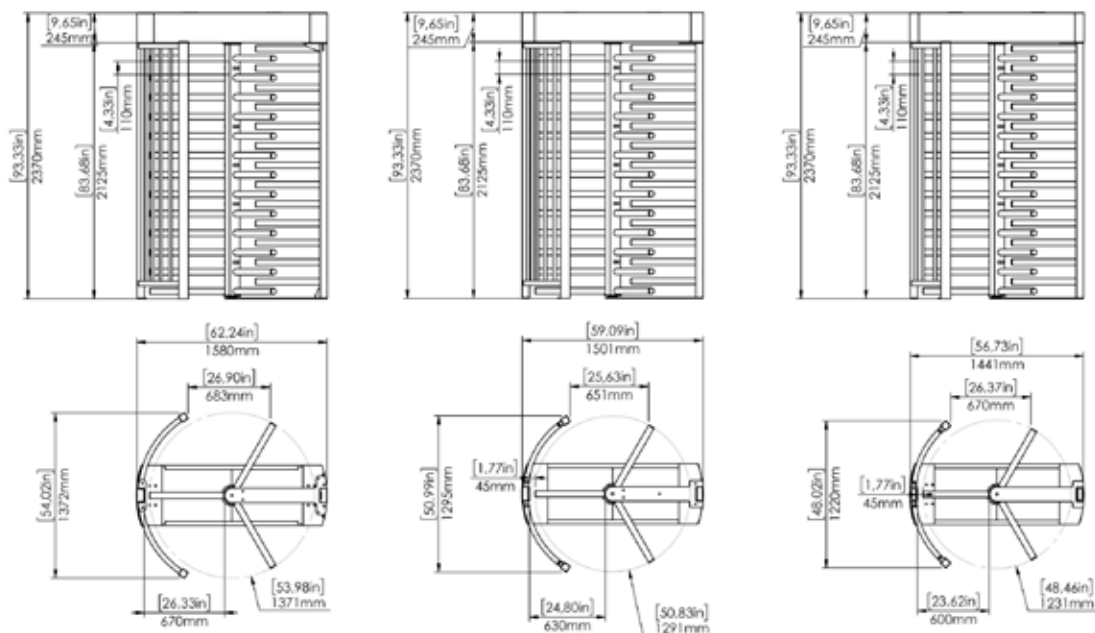 [9,65in]
245mm
[93,33in]
2370mm
[83,68in]
2125mm
[4,33in]
110mm
[9,65in]
245mm
[93,33in]
2370mm
[83,68in]
2125mm
[4,33in]
110mm
[9,65in]
245mm
[93,33in]
2370mm
[83,68in]
2125mm
[4,33in]
110mm
[62,24in]
1580mm
[26,90in]
683mm
[54,02in]
1372mm
[26,33in]
670mm
[53,98in]
1371mm
[59,09in]
1501mm
[25,63in]
651mm
[1,77in]
45mm
[50,99in]
1295mm
[24,80in]
630mm
[50,83in]
1291mm
[56,73in]
1441mm
[26,37in]
670mm
[1,77in]
45mm
[48,02in]
1220mm
[23,62in]
600mm
[48,46in]
1231mm